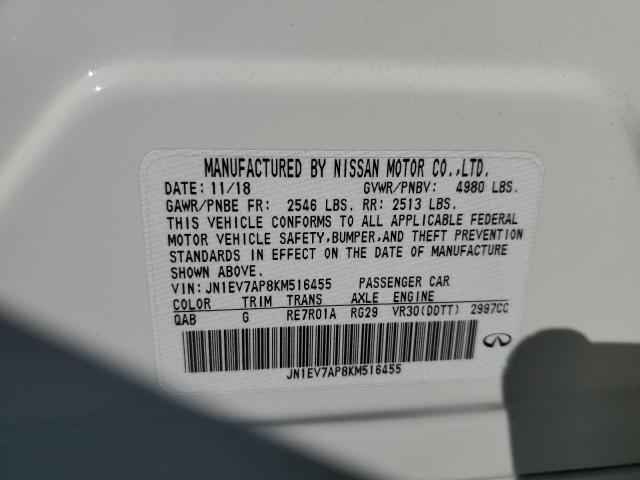 MANUFACTURED BY NISSAN MOTOR CO.,LTD.
DATE: 11/18 GVWR/PNBV: 4980 LBS.
GAWR/PNBE FR: 2546 LBS. RR: 2513 LBS.
THIS VEHICLE CONFORMS TO ALL APPLICABLE FEDERAL
MOTOR VEHICLE SAFETY,BUMPER,AND THEFT PREVENTION
STANDARDS IN EFFECT ON THE DATE OF MANUFACTURE
SHOWN ABOVE.
VIN: JN1EV7AP8KM516455 PASSENGER CAR
COLOR TRIM TRANS AXLE ENGINE
QAB G RE7R01A RG29 VR30(DDTT) 2997CC
JN1EV7AP8KM516455